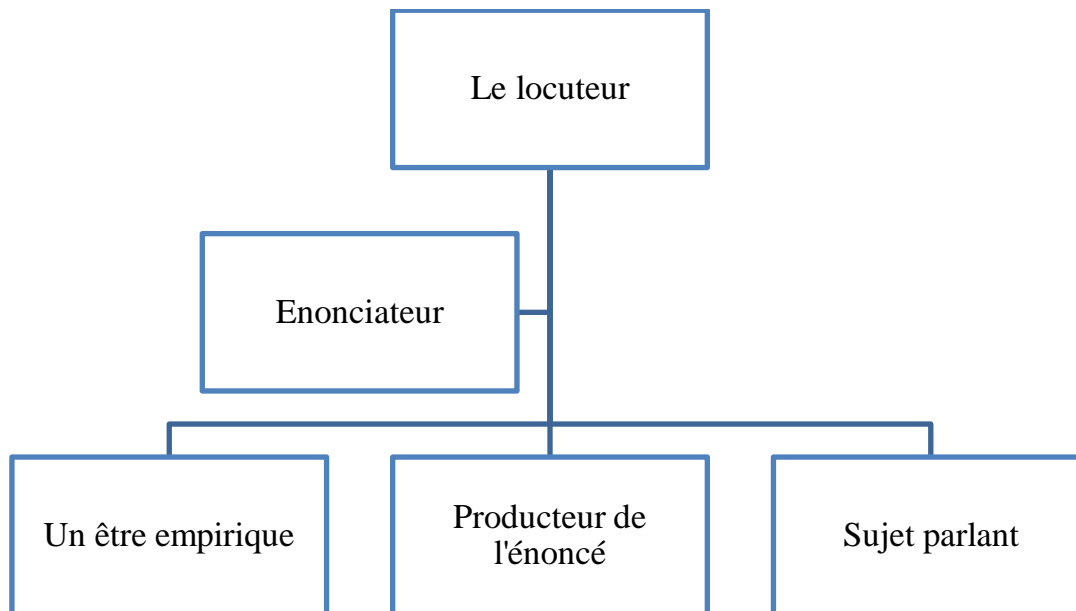 Le locuteur
Enonciateur
Un être empirique
Producteur de
l'énoncé
Sujet parlant